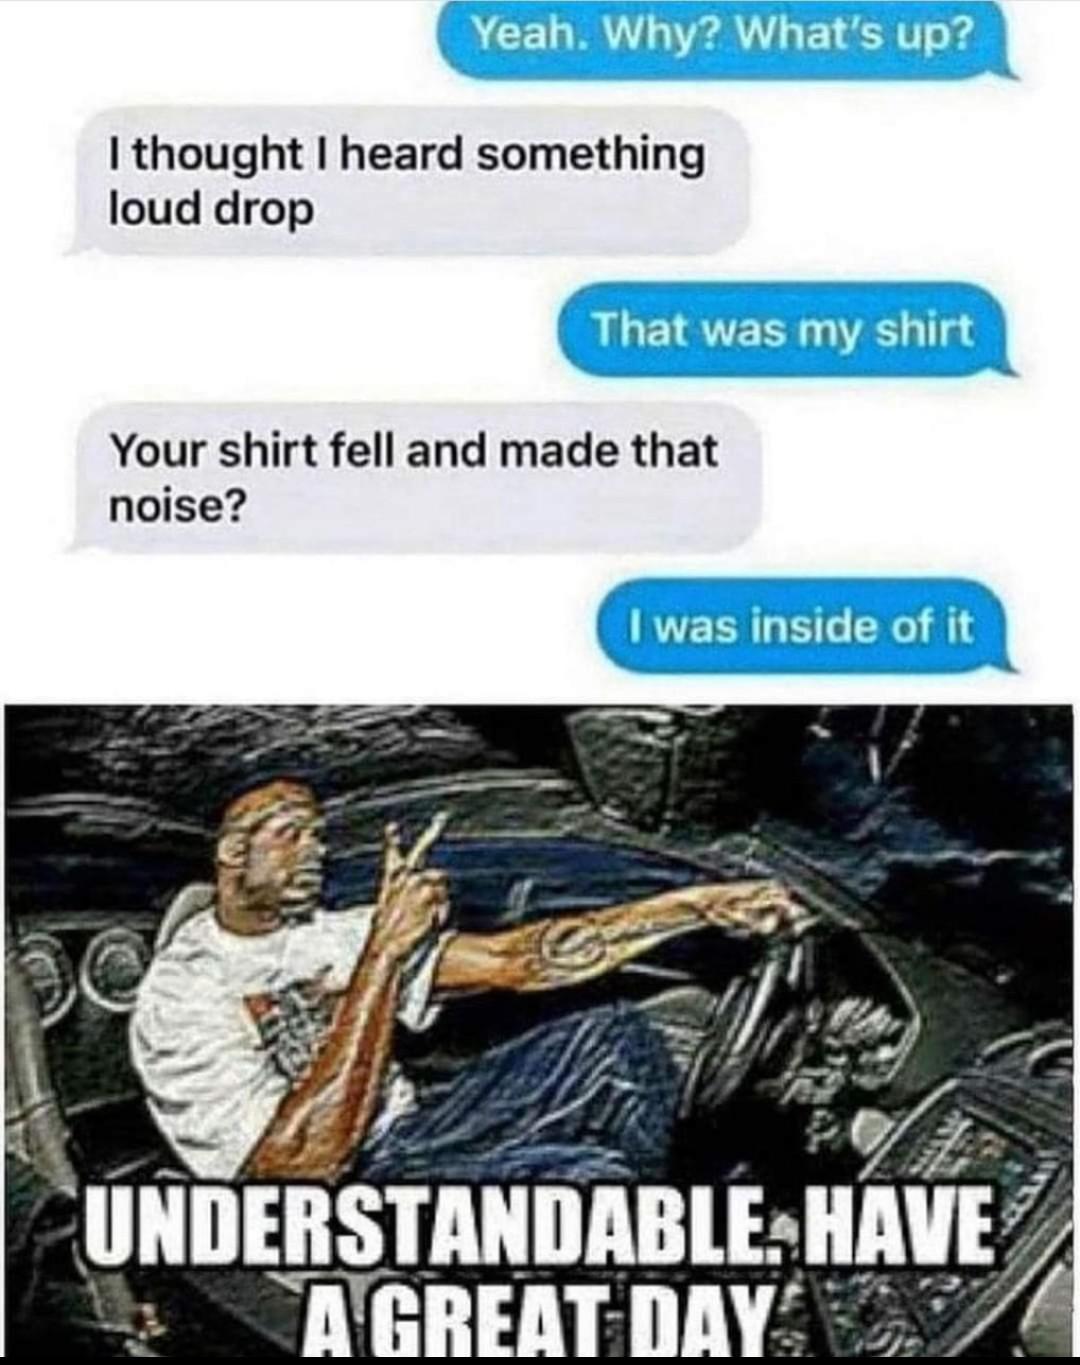 Yeah. Why? What's up?
I thought I heard something
loud drop
That was my shirt
Your shirt fell and made that
noise?
I was inside of it
UNDERSTANDABLE. HAVE
A GREAT DAY